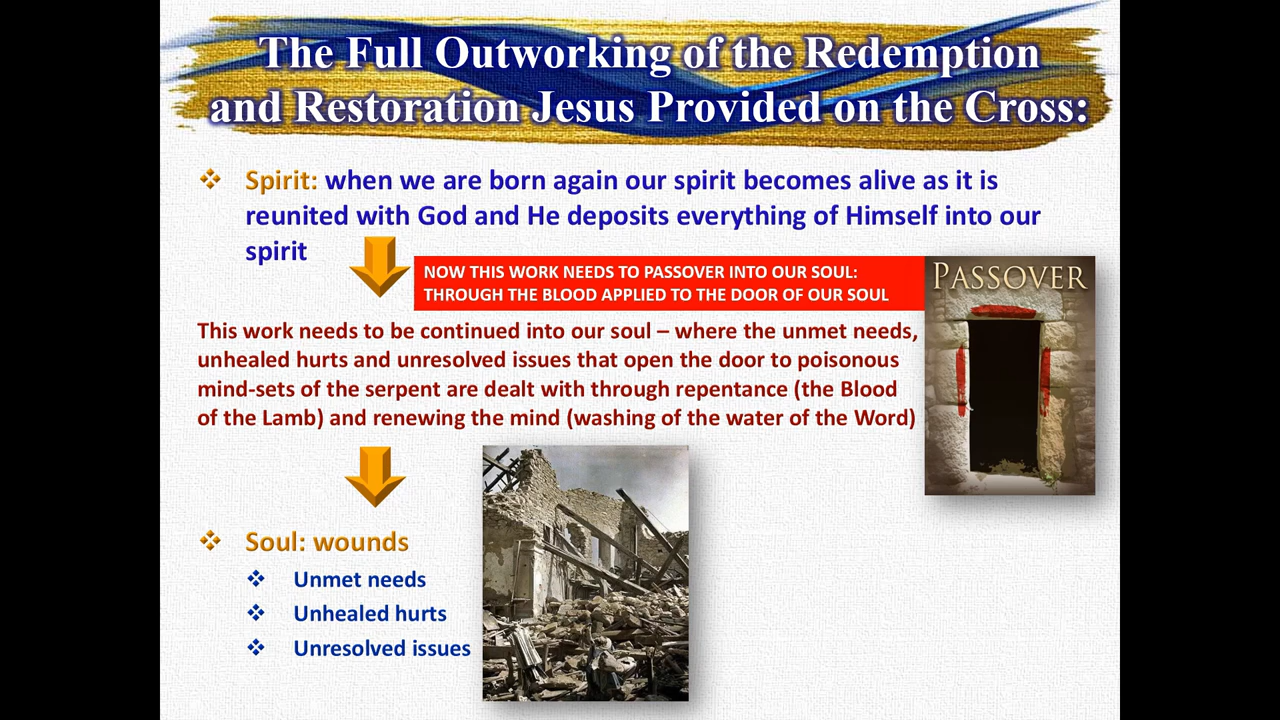 The Full Outworking of the Redemption
and Restoration Jesus Provided on the Cross:
❖ Spirit: when we are born again our spirit becomes alive as it is
reunited with God and He deposits everything of Himself into our
spirit
NOW THIS WORK NEEDS TO PASSOVER INTO OUR SOUL:
THROUGH THE BLOOD APPLIED TO THE DOOR OF OUR SOUL
PASSOVER
This work needs to be continued into our soul – where the unmet needs,
unhealed hurts and unresolved issues that open the door to poisonous
mind-sets of the serpent are dealt with through repentance (the Blood
of the Lamb) and renewing the mind (washing of the water of the Word)
❖ Soul: wounds
❖ Unmet needs
❖ Unhealed hurts
❖ Unresolved issues